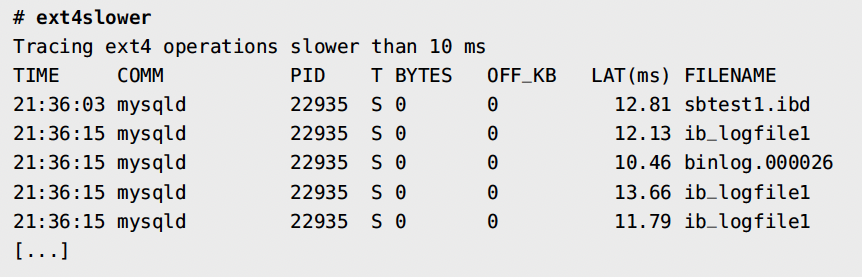 # ext4slower
Tracing ext4 operations slower than 10 ms
TIME     COMM           PID    T BYTES   OFF_KB   LAT(ms) FILENAME
21:36:03 mysqld         22935  S 0       0          12.81 sbtest1.ibd
21:36:15 mysqld         22935  S 0       0          12.13 ib_logfile1
21:36:15 mysqld         22935  S 0       0          10.46 binlog.000026
21:36:15 mysqld         22935  S 0       0          13.66 ib_logfile1
21:36:15 mysqld         22935  S 0       0          11.79 ib_logfile1
[...]